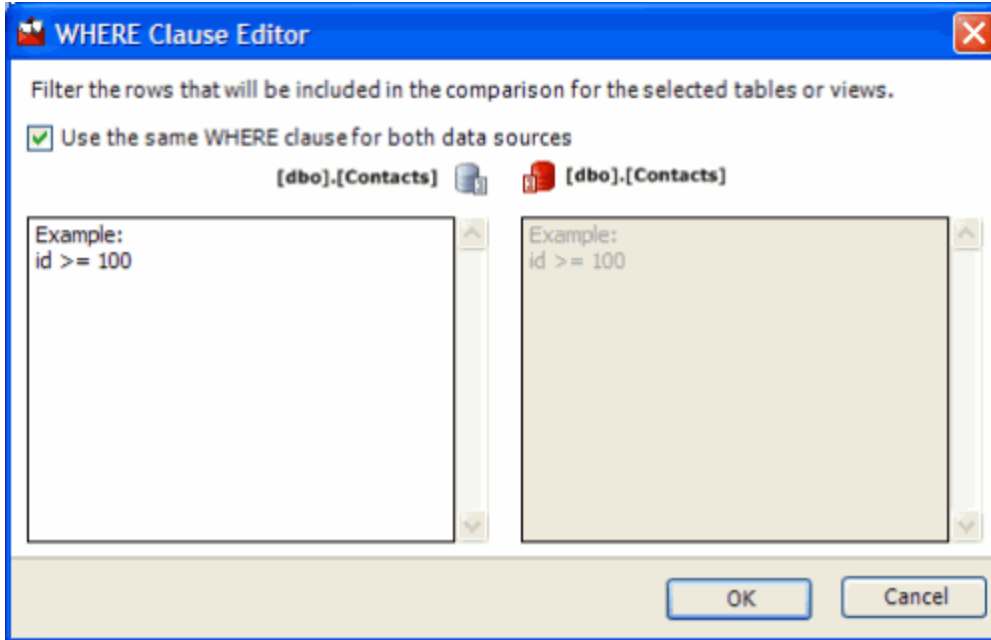 WHERE Clause Editor
Filter the rows that will be included in the comparison for the selected tables or views.
Use the same WHERE clause for both data sources
[dbo].[Contacts] [dbo].[Contacts]
Example:
id >= 100
Example:
id >= 100
OK Cancel